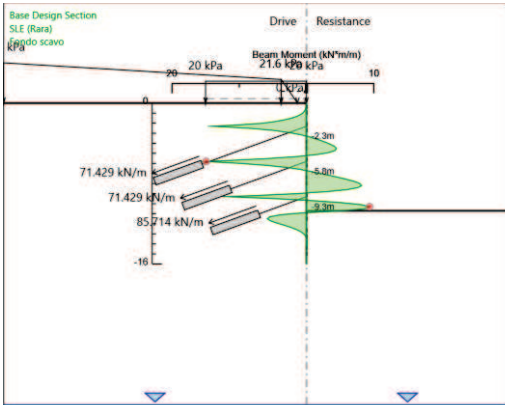 Base Design Section
SLE (Rara)
Fondo scavo
Drive
Resistance
kPa
Beam Moment (kN*m/m)
20 kPa
21.6 kPa
20
10
0
-2.3m
-5.8m
71.429 kN/m
71.429 kN/m
-9.3m
85.714 kN/m
-16